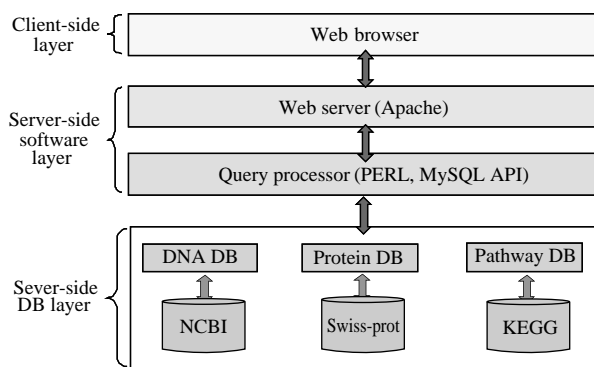 Client-side
layer
Web browser
Server-side
software
layer
Web server (Apache)
Query processor (PERL, MySQL API)
Sever-side
DB layer
DNA DB
Protein DB
Pathway DB
NCBI
Swiss-prot
KEGG